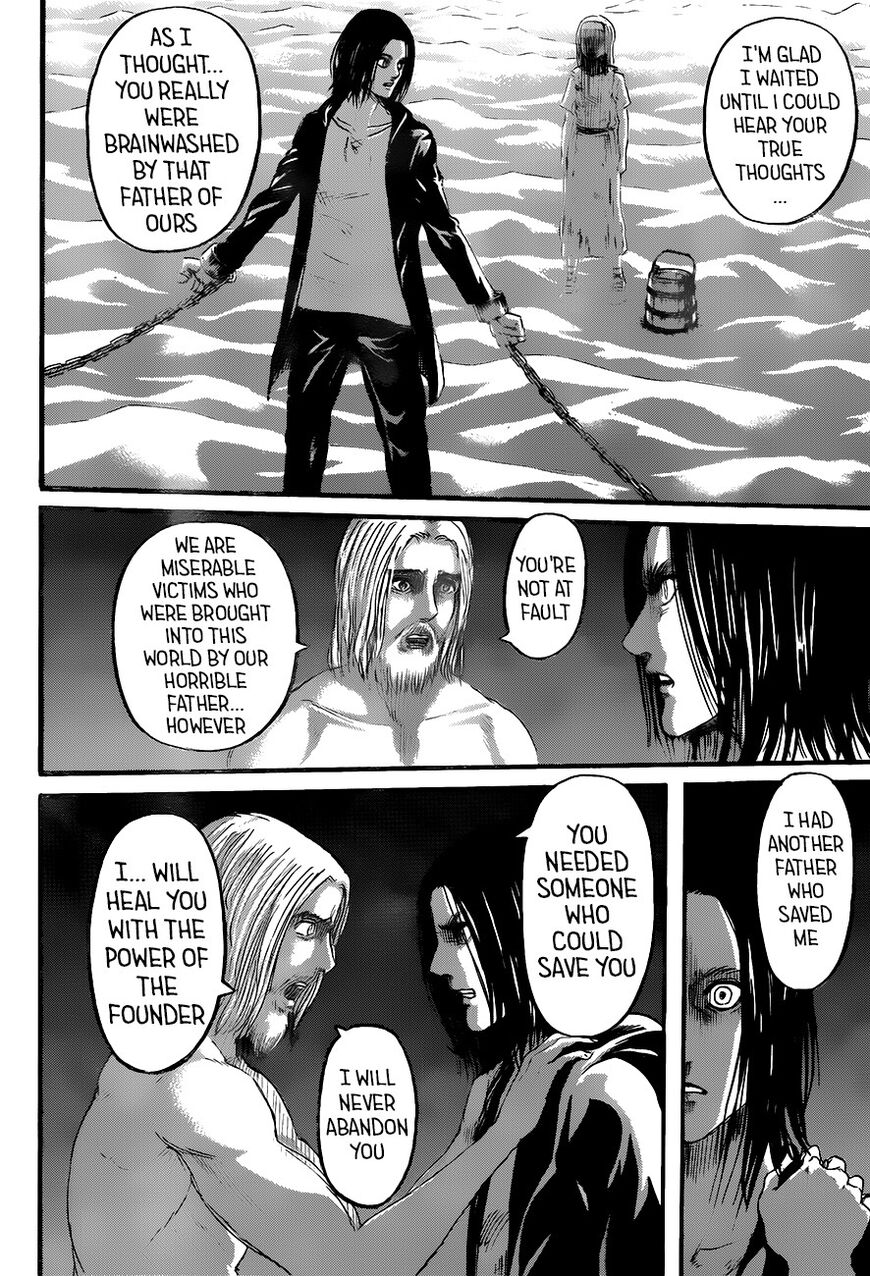 I'M GLAD
I WAITED
UNTIL I COULD
HEAR YOUR
TRUE
THOUGHTS
...
AS I
THOUGHT...
YOU REALLY
WERE
BRAINWASHED
BY THAT
FATHER OF
OURS
YOU'RE
NOT AT
FAULT
WE ARE
MISERABLE
VICTIMS WHO
WERE BROUGHT
INTO THIS
WORLD BY OUR
HORRIBLE
FATHER...
HOWEVER
I HAD
ANOTHER
FATHER
WHO
SAVED
ME
YOU
NEEDED
SOMEONE
WHO
COULD
SAVE YOU
I WILL
NEVER
ABANDON
YOU
I... WILL
HEAL YOU
WITH THE
POWER OF
THE
FOUNDER